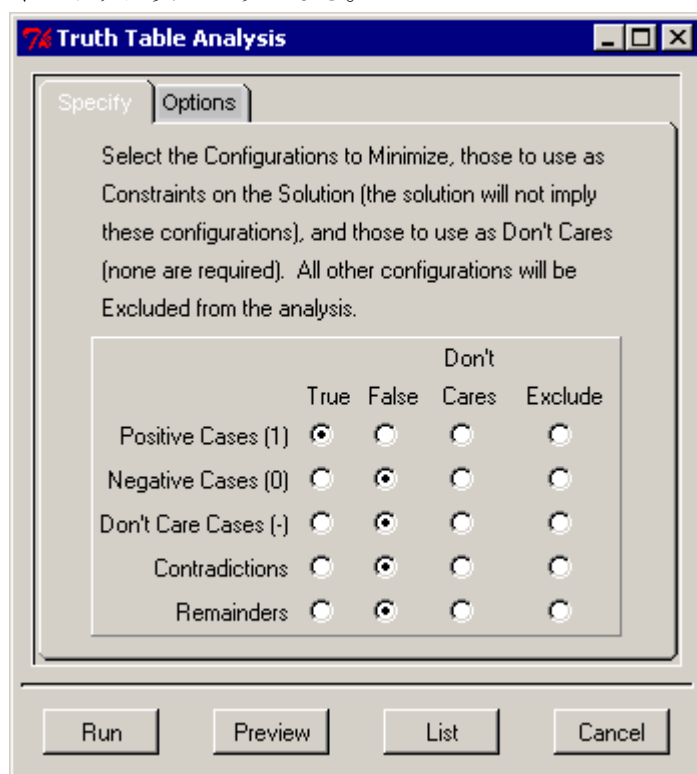 Truth Table Analysis
Specify
Options
Select the Configurations to Minimize, those to use as
Constraints on the Solution (the solution will not imply
these configurations), and those to use as Don't Cares
(none are required). All other configurations will be
Excluded from the analysis.
Don't
True False Cares Exclude
Positive Cases (1)
Negative Cases (0)
Don't Care Cases (-)
Contradictions
Remainders
Run Preview List Cancel